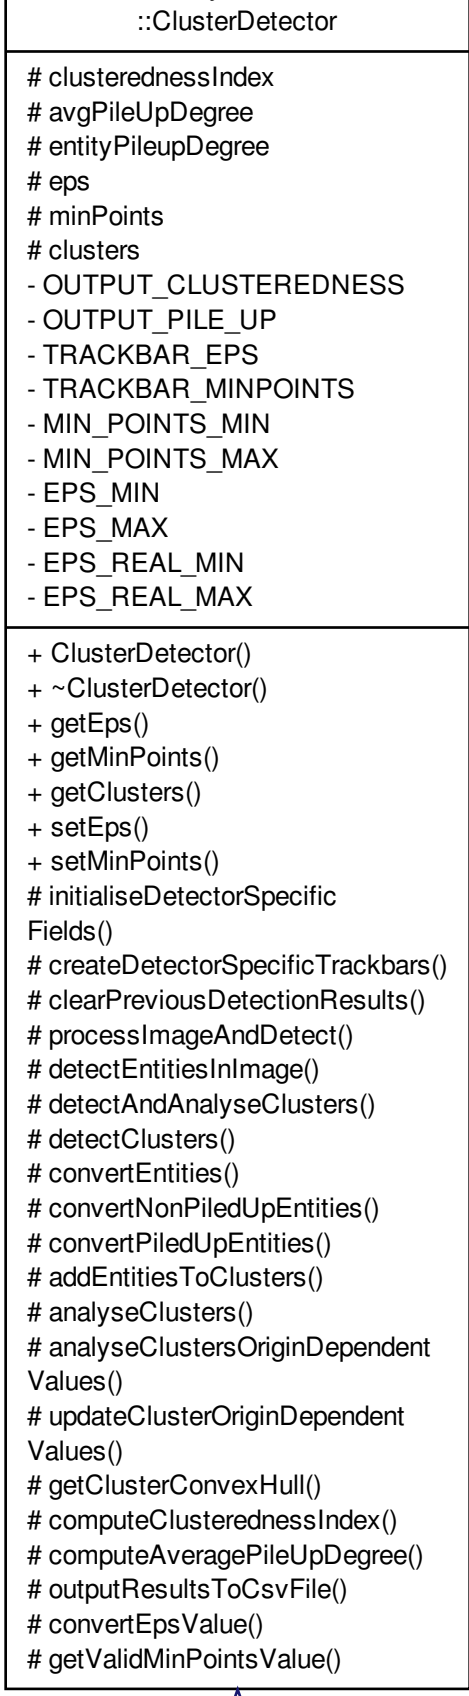 ::ClusterDetector
# clusterednessIndex
# avgPileUpDegree
# entityPileupDegree
# eps
# minPoints
# clusters
- OUTPUT_CLUSTEREDNESS
- OUTPUT_PILE_UP
- TRACKBAR_EPS
- TRACKBAR_MINPOINTS
- MIN_POINTS_MIN
- MIN_POINTS_MAX
- EPS_MIN
- EPS_MAX
- EPS_REAL_MIN
- EPS_REAL_MAX
+ ClusterDetector()
+ ~ClusterDetector()
+ getEps()
+ getMinPoints()
+ getClusters()
+ setEps()
+ setMinPoints()
# initialiseDetectorSpecific
Fields()
# createDetectorSpecificTrackbars()
# clearPreviousDetectionResults()
# processImageAndDetect()
# detectEntitiesInImage()
# detectAndAnalyseClusters()
# detectClusters()
# convertEntities()
# convertNonPiledUpEntities()
# convertPiledUpEntities()
# addEntitiesToClusters()
# analyseClusters()
# analyseClustersOriginDependent
Values()
# updateClusterOriginDependent
Values()
# getClusterConvexHull()
# computeClusterednessIndex()
# computeAveragePileUpDegree()
# outputResultsToCsvFile()
# convertEpsValue()
# getValidMinPointsValue()